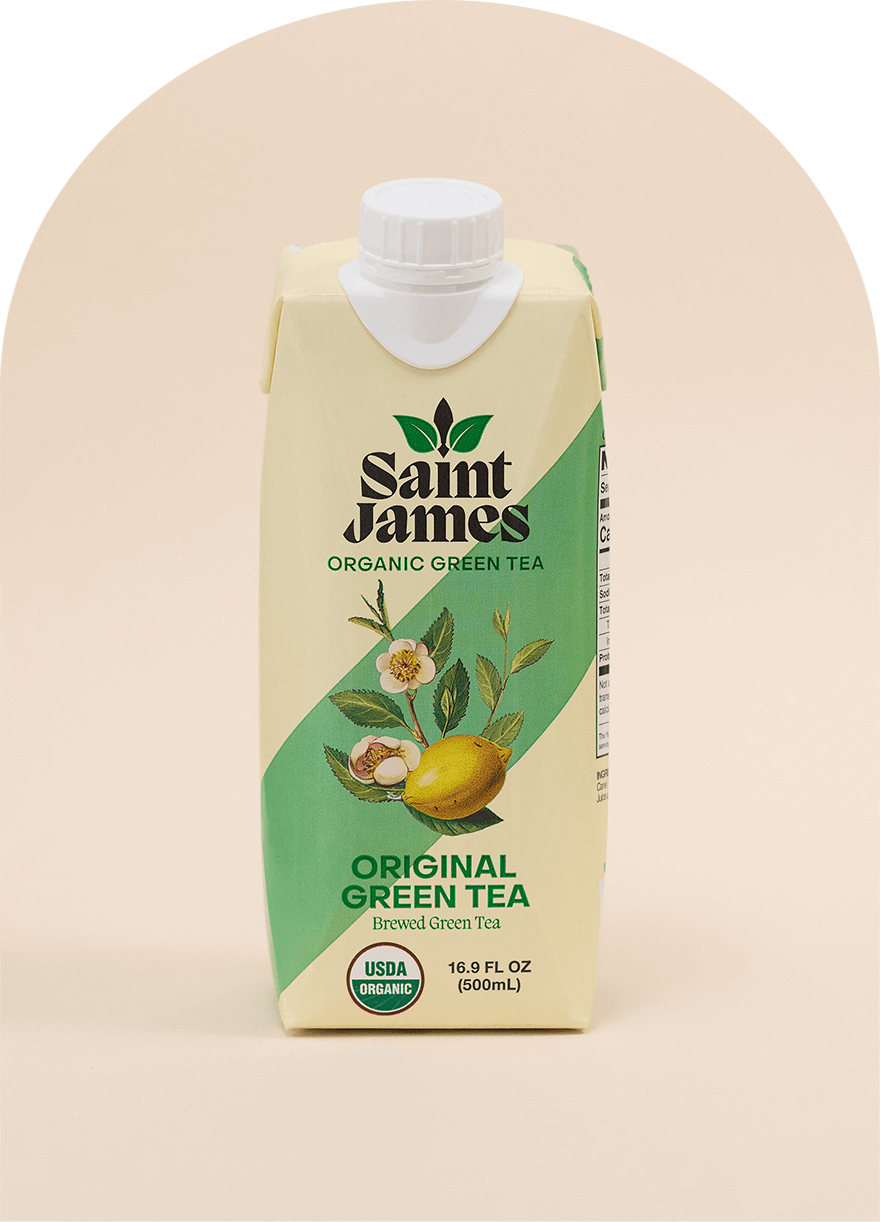 Saint
James
ORGANIC GREEN TEA
ORIGINAL
GREEN TEA
Brewed Green Tea
USDA
ORGANIC
16.9 FL OZ
(500mL)